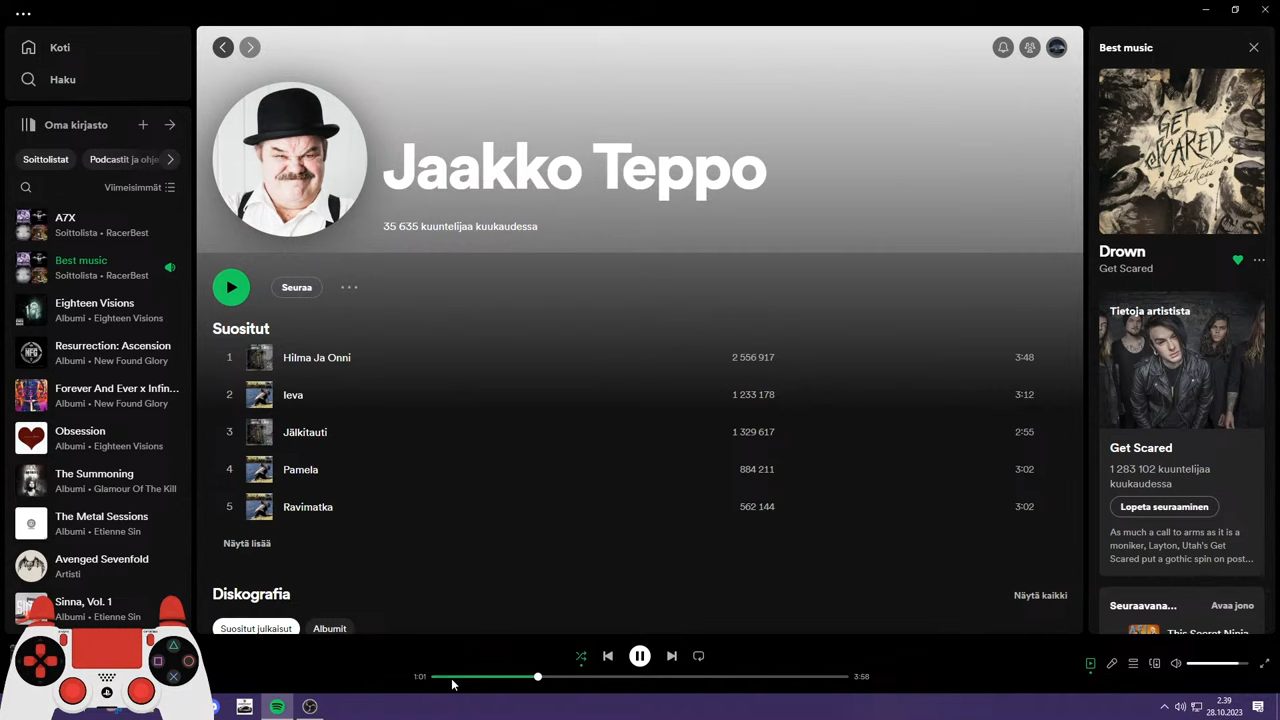 Koti
Haku
Oma kirjasto
Soittolistat
Podcastit ja ohje
Viimeisimmät
A7X
Soittolista • RacerBest
Best music
Soittolista • RacerBest
Eighteen Visions
Albumi • Eighteen Visions
Resurrection: Ascension
Albumi • New Found Glory
Forever And Ever x Infin...
Albumi • New Found Glory
Obsession
Albumi • Eighteen Visions
The Summoning
Albumi • Glamour Of The Kill
The Metal Sessions
Albumi • Etienne Sin
Avenged Sevenfold
Artisti
Sinna, Vol. 1
Albumi • Etienne Sin
Jaakko Teppo
35 635 kuuntelijaa kuukaudessa
Seuraa
Suositut
1 Hilma Ja Onni 2 556 917 3:48
2 Ieva 1 233 178 3:12
3 Jälkitauti 1 329 617 2:55
4 Pamela 884 211 3:02
5 Ravimatka 562 144 3:02
Näytä lisää
Diskografia
Näytä kaikki
Suositut julkaisut
Albumit
Best music
GET SCARED
Drown
Get Scared
Tietoja artistista
Get Scared
1 283 102 kuuntelijaa
kuukaudessa
Lopeta seuraaminen
As much a call to arms as it is a
moniker, Layton, Utah's Get
Scared put a gothic spin on post...
Seuraavana...
Avaa jono
This Secret Ninja
1:01
3:58
2.39
28.10.2023